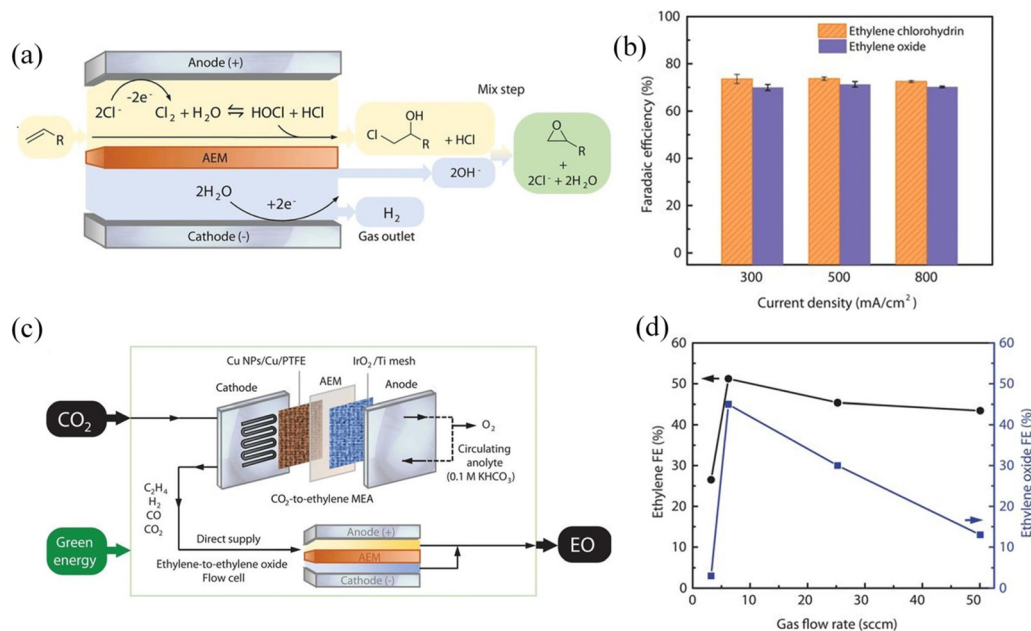 (a)
Anode (+)
-2e⁻
2Cl⁻ Cl₂ + H₂O ⇌ HOCl + HCl
R
AEM
2H₂O
+2e⁻
Cathode (-)
OH
Cl
R
+ HCl
2OH⁻
H₂
Gas outlet
Mix step
O
R
+
2Cl⁻ + 2H₂O
(b)
Ethylene chlorohydrin
Ethylene oxide
Faradaic efficiency (%)
100
80
60
40
20
0
300 500 800
Current density (mA/cm²)
(c)
Cu NPs/Cu/PTFE
IrO₂/Ti mesh
Cathode
AEM
Anode
CO₂
O₂
Circulating
anolyte
(0.1 M KHCO₃)
CO₂-to-ethylene MEA
C₂H₄
H₂
CO
CO₂
Green
energy
Direct supply
Ethylene-to-ethylene oxide
Flow cell
Anode (+)
AEM
Cathode (-)
EO
(d)
Ethylene FE (%)
60
50
40
30
20
10
0
0 10 20 30 40 50
Gas flow rate (sccm)
60
50
40
30
20
10
0
Ethylene oxide FE (%)